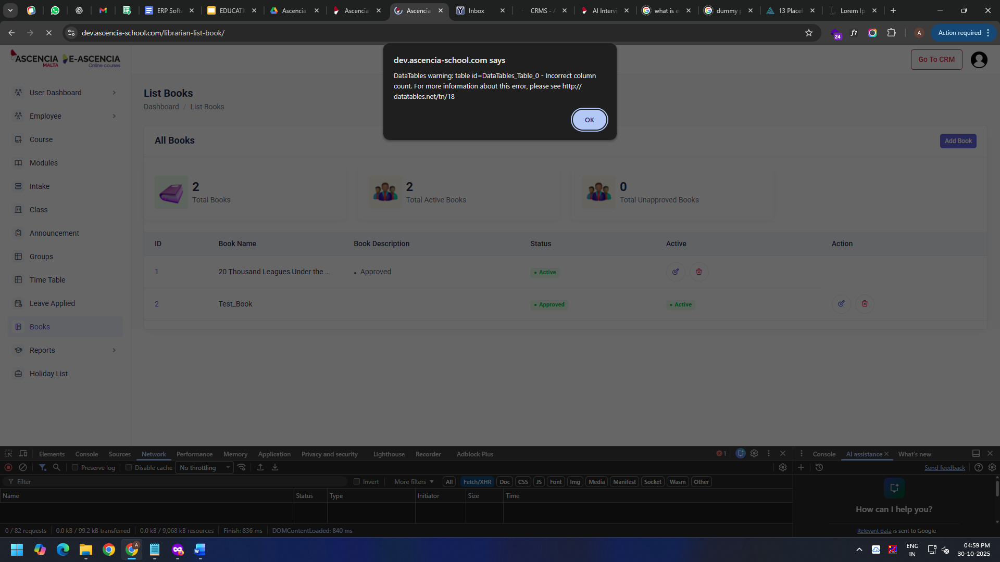 ERP Softw
EDUCATI
Ascencia
Ascencia
Ascencia
Inbox
CRMS - A
AI Intervi
what is e
dummy p
13 Placeh
Lorem Ip
dev.ascencia-school.com/librarian-list-book/
24
f?
A
Action required
ASCENCIA
MALTA
E-ASCENCIA
Online courses
Go To CRM
dev.ascencia-school.com says
DataTables warning: table id=DataTables_Table_0 - Incorrect column
count. For more information about this error, please see http://
datatables.net/tn/18
OK
User Dashboard
Employee
Course
Modules
Intake
Class
Announcement
Groups
Time Table
Leave Applied
Books
Reports
Holiday List
List Books
Dashboard / List Books
All Books
Add Book
2
Total Books
2
Total Active Books
0
Total Unapproved Books
ID Book Name Book Description Status Active Action
1 20 Thousand Leagues Under the ... • Approved • Active
2 Test_Book • Approved • Active
Elements Console Sources Network Performance Memory Application Privacy and security Lighthouse Recorder Adblock Plus
1
Console AI assistance What's new
Preserve log Disable cache No throttling
Send feedback
Filter
Invert More filters All Fetch/XHR Doc CSS JS Font Img Media Manifest Socket Wasm Other
Name Status Type Initiator Size Time
How can I help you?
Relevant data is sent to Google
0 / 82 requests 0.0 kB / 99.2 kB transferred 0.0 kB / 9,068 kB resources Finish: 836 ms DOMContentLoaded: 840 ms
A
W
ENG
IN
04:59 PM
30-10-2025